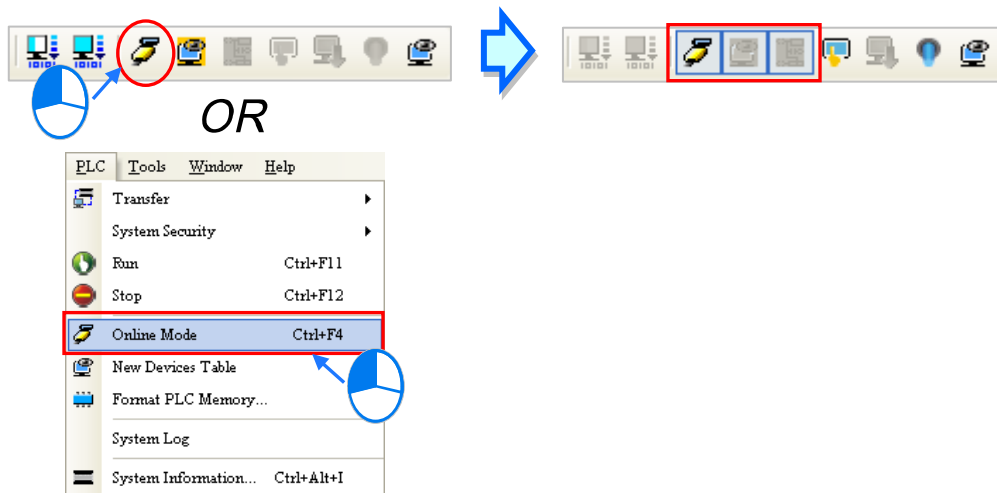 OR
PLC Tools Window Help
Transfer
System Security
Run Ctrl+F11
Stop Ctrl+F12
Online Mode Ctrl+F4
New Devices Table
Format PLC Memory...
System Log
System Information... Ctrl+Alt+I